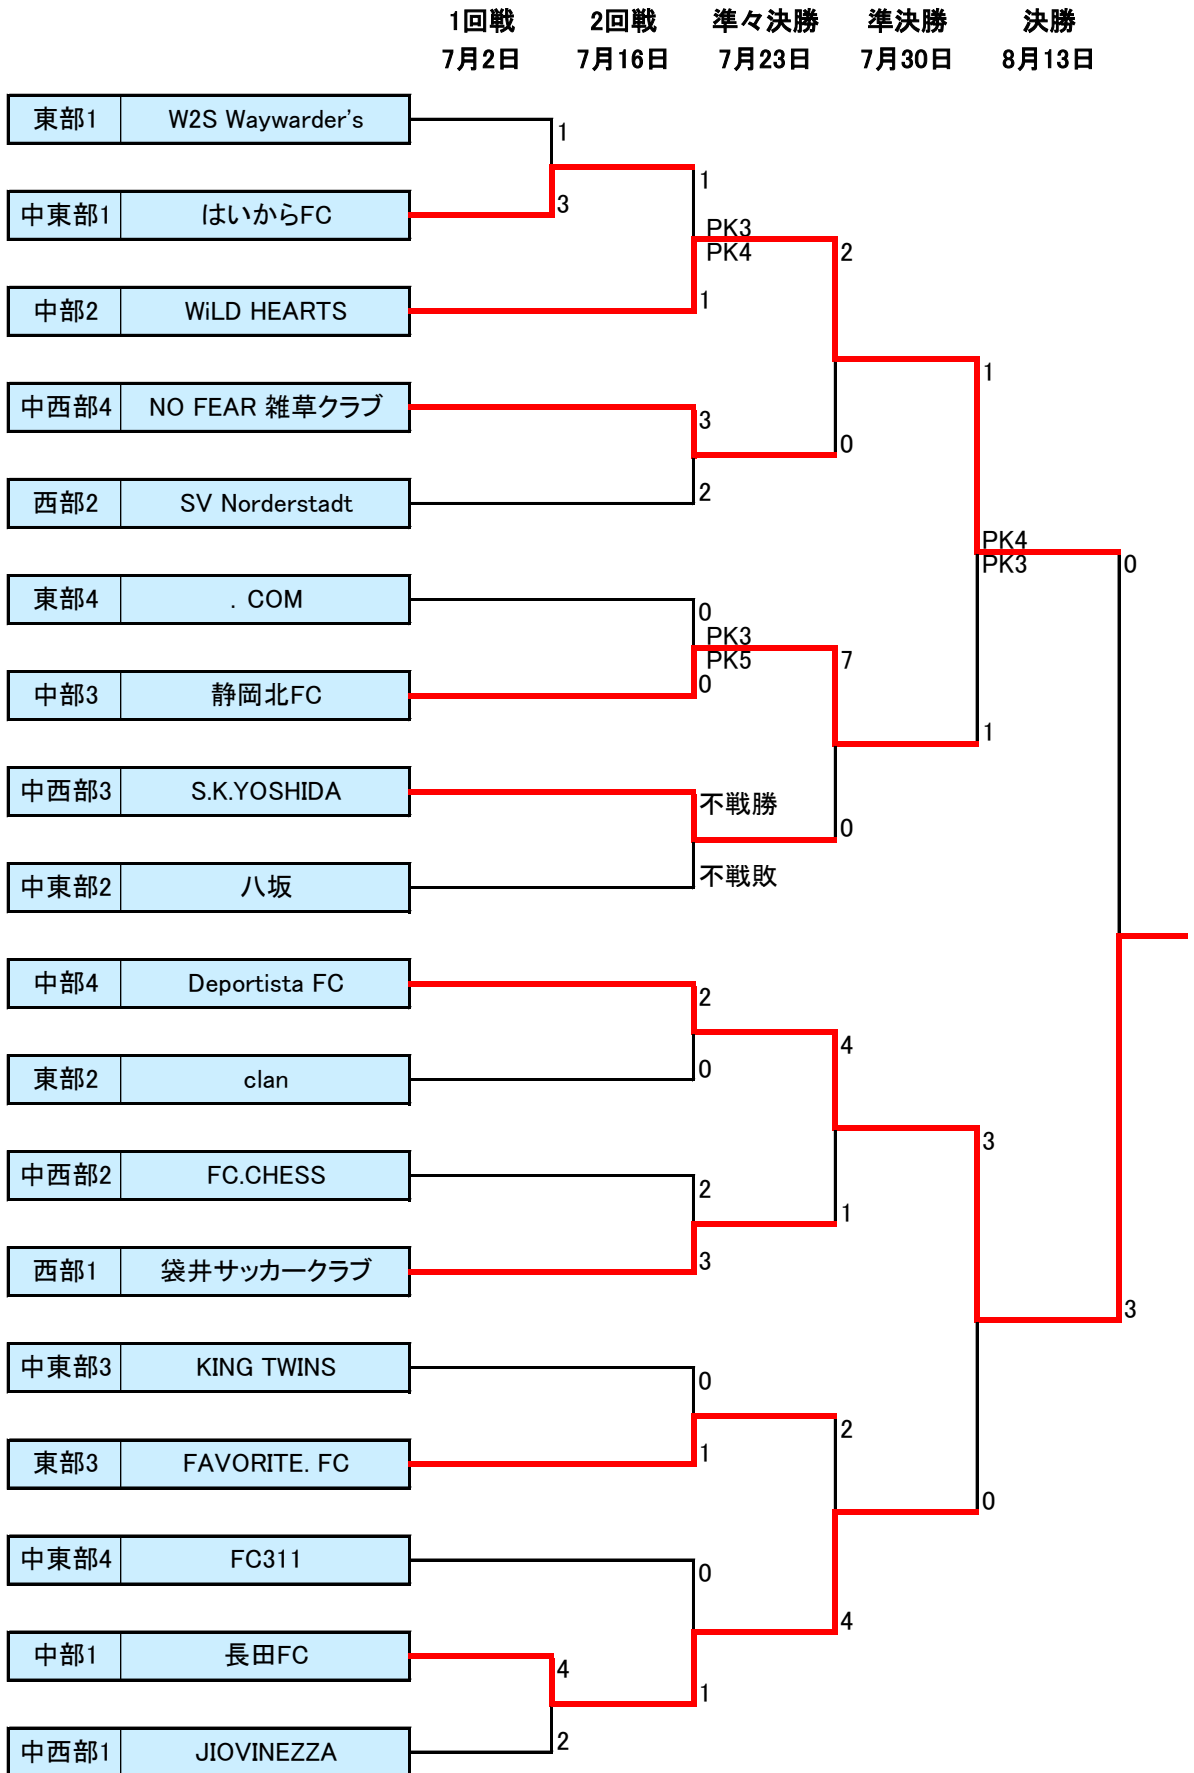 1回戦 2回戦 準々決勝 準決勝 決勝
7月2日 7月16日 7月23日 7月30日 8月13日
東部1 W2S Waywarder's
1
1
中東部1 はいからFC
3
PK3
PK4
2
中部2 WiLD HEARTS
1
1
中西部4 NO FEAR 雑草クラブ
3
0
西部2 SV Norderstadt
2
PK4
PK3
0
東部4 . COM
0
PK3
PK5
7
中部3 静岡北FC
0
1
中西部3 S.K.YOSHIDA
不戦勝
0
中東部2 八坂
不戦敗
中部4 Deportista FC
2
4
東部2 clan
0
3
中西部2 FC.CHESS
2
1
西部1 袋井サッカークラブ
3
3
中東部3 KING TWINS
0
2
東部3 FAVORITE. FC
1
0
中東部4 FC311
0
4
中部1 長田FC
4
1
中西部1 JIOVINEZZA
2